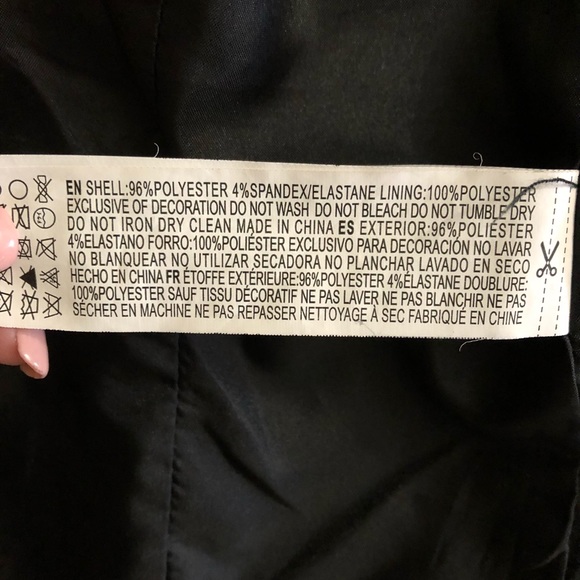 EN SHELL:96%POLYESTER 4%SPANDEX/ELASTANE LINING:100%POLYESTER
EXCLUSIVE OF DECORATION DO NOT WASH DO NOT BLEACH DO NOT TUMBLE DRY
DO NOT IRON DRY CLEAN MADE IN CHINA ES EXTERIOR:96%POLIÉSTER
4%ELASTANO FORRO:100%POLIÉSTER EXCLUSIVO PARA DECORACIÓN NO LAVAR
NO BLANQUEAR NO UTILIZAR SECADORA NO PLANCHAR LAVADO EN SECO
HECHO EN CHINA FR ÉTOFFE EXTÉRIEURE:96%POLYESTER 4%ÉLASTANE DOUBLURE:
100%POLYESTER SAUF TISSU DÉCORATIF NE PAS LAVER NE PAS BLANCHIR NE PAS
SÉCHER EN MACHINE NE PAS REPASSER NETTOYAGE À SEC FABRIQUÉ EN CHINE